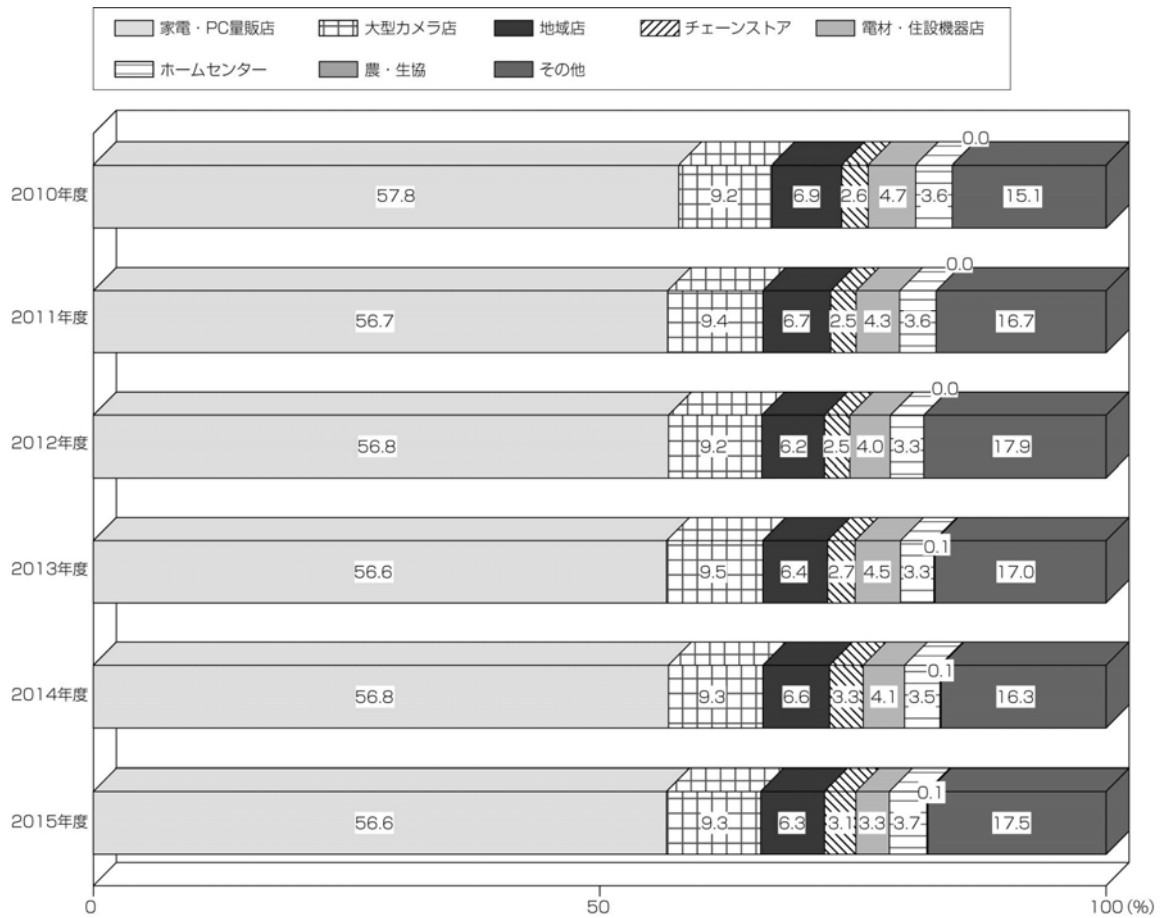 家電・PC量販店 大型カメラ店 地域店 チェーンストア 電材・住設機器店
ホームセンター 農・生協 その他
0.0
2010年度 57.8 9.2 6.9 2.6 4.7 3.6 15.1
0.0
2011年度 56.7 9.4 6.7 2.5 4.3 3.6 16.7
0.0
2012年度 56.8 9.2 6.2 2.5 4.0 3.3 17.9
0.1
2013年度 56.6 9.5 6.4 2.7 4.5 3.3 17.0
0.1
2014年度 56.8 9.3 6.6 3.3 4.1 3.5 16.3
0.1
2015年度 56.6 9.3 6.3 3.1 3.3 3.7 17.5
0 50 100 (%)